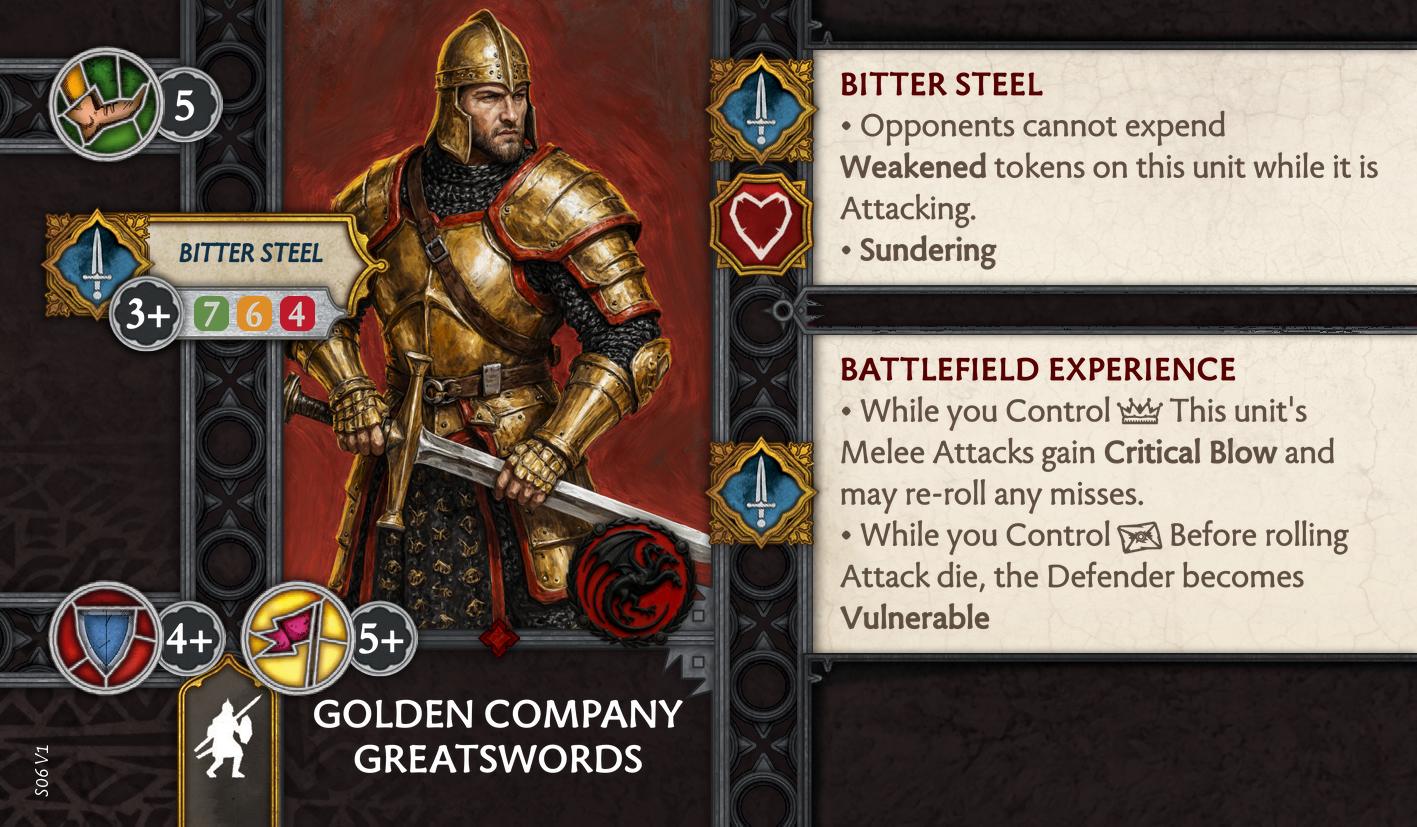 5
BITTER STEEL
3+ 7 6 4
4+ 5+
GOLDEN COMPANY
GREATSWORDS
S06 V1
BITTER STEEL
• Opponents cannot expend
Weakened tokens on this unit while it is
Attacking.
• Sundering
BATTLEFIELD EXPERIENCE
• While you Control This unit's
Melee Attacks gain Critical Blow and
may re-roll any misses.
• While you Control Before rolling
Attack die, the Defender becomes
Vulnerable